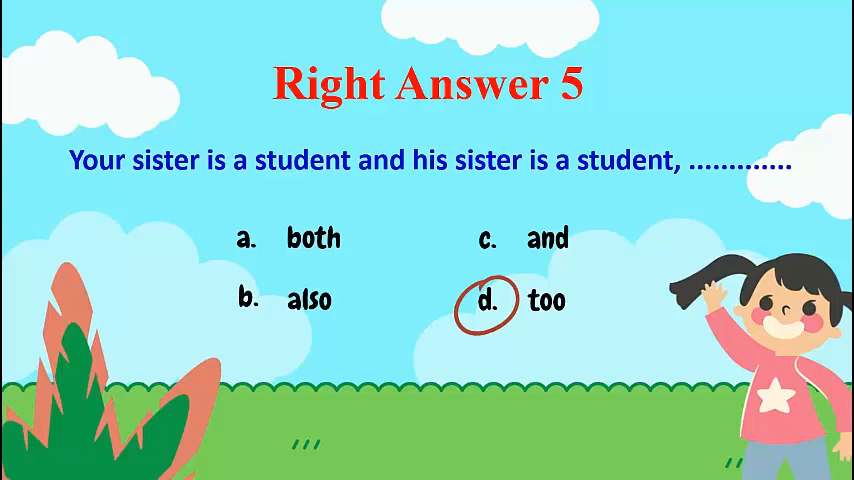 Right Answer 5
Your sister is a student and his sister is a student, .............
a. both
b. also
c. and
d. too